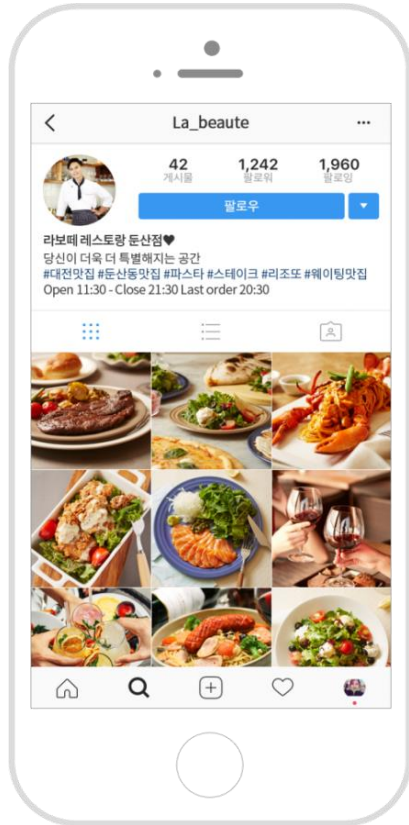 La_beaute
42 1,242 1,960
게시물 팔로워 팔로잉
팔로우
라보떼 레스토랑 둔산점♥
당신이 더욱 더 특별해지는 공간
#대전맛집 #둔산동맛집 #파스타 #스테이크 #리조또 #웨이팅맛집
Open 11:30 - Close 21:30 Last order 20:30